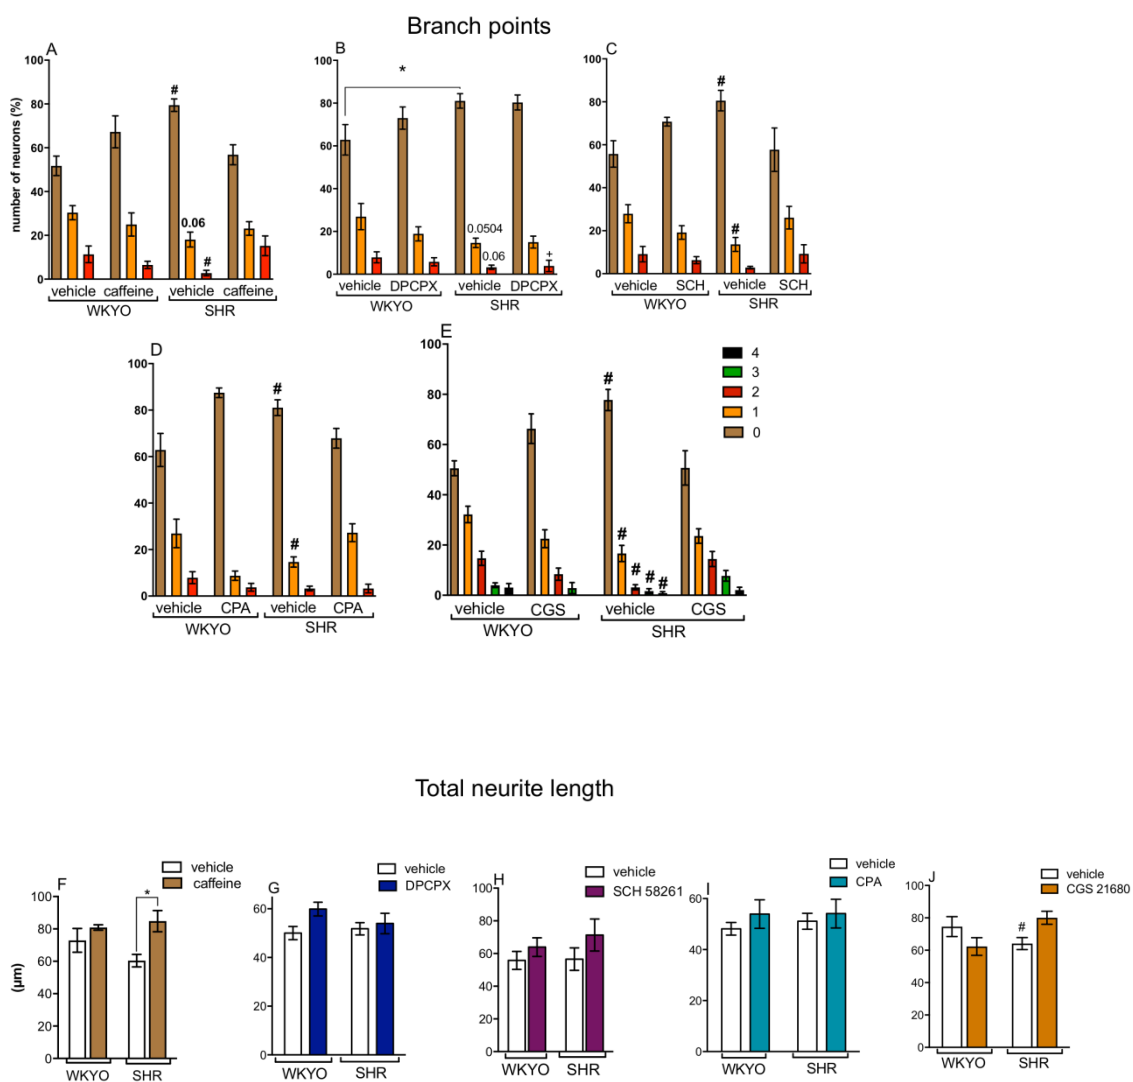 Branch points
A
B
C
number of neurons (%)
100
80
60
40
20
0
#
0.06
#
vehicle caffeine vehicle caffeine
WKYO SHR
100
80
60
40
20
0
*
0.0504
0.06
+
vehicle DPCPX vehicle DPCPX
WKYO SHR
100
80
60
40
20
0
#
#
vehicle SCH vehicle SCH
WKYO SHR
D
100
80
60
40
20
0
#
#
vehicle CPA vehicle CPA
WKYO SHR
E
100
80
60
40
20
0
#
#
#
#
#
vehicle CGS vehicle CGS
WKYO SHR
4
3
2
1
0
Total neurite length
F
vehicle
caffeine
(µm)
100
80
60
40
20
0
*
WKYO SHR
G
vehicle
DPCPX
60
40
20
0
WKYO SHR
H
vehicle
SCH 58261
100
80
60
40
20
0
WKYO SHR
I
vehicle
CPA
60
40
20
0
WKYO SHR
J
vehicle
CGS 21680
100
80
60
40
20
0
#
WKYO SHR